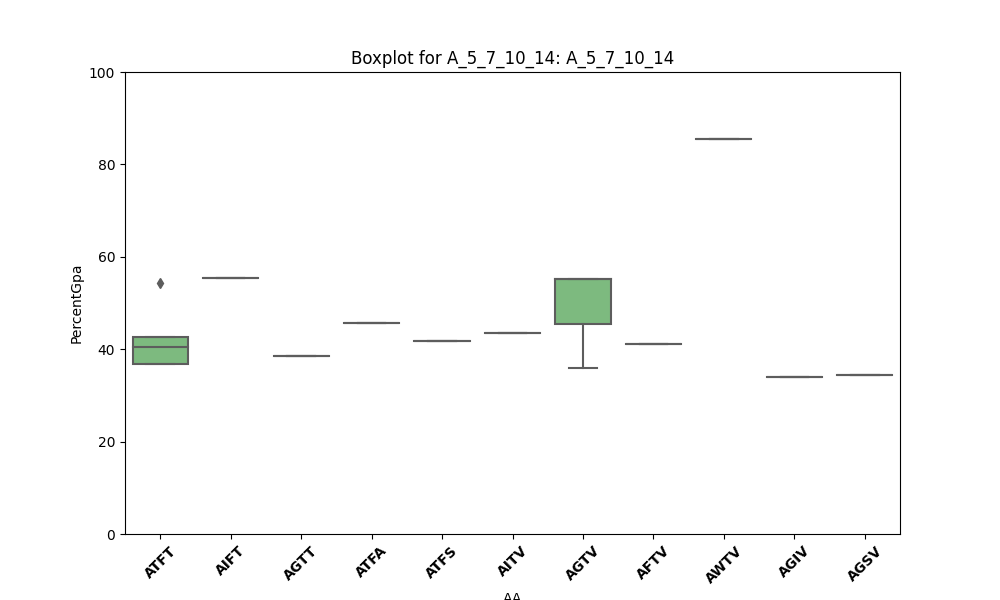 Boxplot for A_5_7_10_14: A_5_7_10_14
100
80
60
40
20
0
PercentGpa
ATFT
AIFT
AGTT
ATFA
ATFS
AITV
AGTV
AFTV
AWTV
AGIV
AGSV
AA